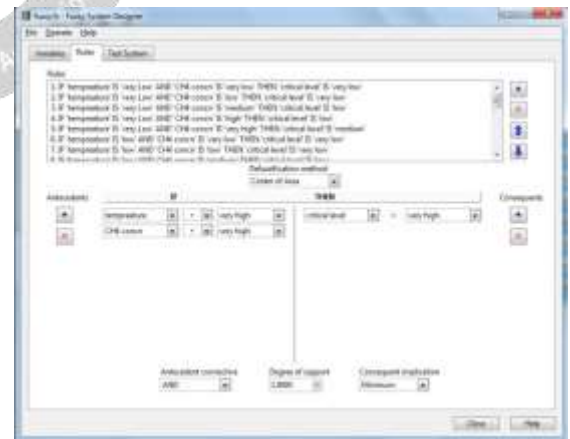 Fuzzy System Designer
File Operate Help
Variables Rules Test System
Rules
1. IF 'temperature' IS 'very Low' AND 'CH4 concn' IS 'very low' THEN 'critical level' IS 'very low'
2. IF 'temperature' IS 'very Low' AND 'CH4 concn' IS 'low' THEN 'critical level' IS 'very low'
3. IF 'temperature' IS 'very Low' AND 'CH4 concn' IS 'medium' THEN 'critical level' IS 'low'
4. IF 'temperature' IS 'very Low' AND 'CH4 concn' IS 'high' THEN 'critical level' IS 'low'
5. IF 'temperature' IS 'very Low' AND 'CH4 concn' IS 'very high' THEN 'critical level' IS 'medium'
6. IF 'temperature' IS 'low' AND 'CH4 concn' IS 'very low' THEN 'critical level' IS 'very low'
7. IF 'temperature' IS 'low' AND 'CH4 concn' IS 'low' THEN 'critical level' IS 'very low'
Defuzzification method
Center of Area
Antecedents IF THEN Consequents
temperature = very high critical level = very high
CH4 concn = very high
Antecedent connective Degree of support Consequent implication
AND Minimum
Close Help